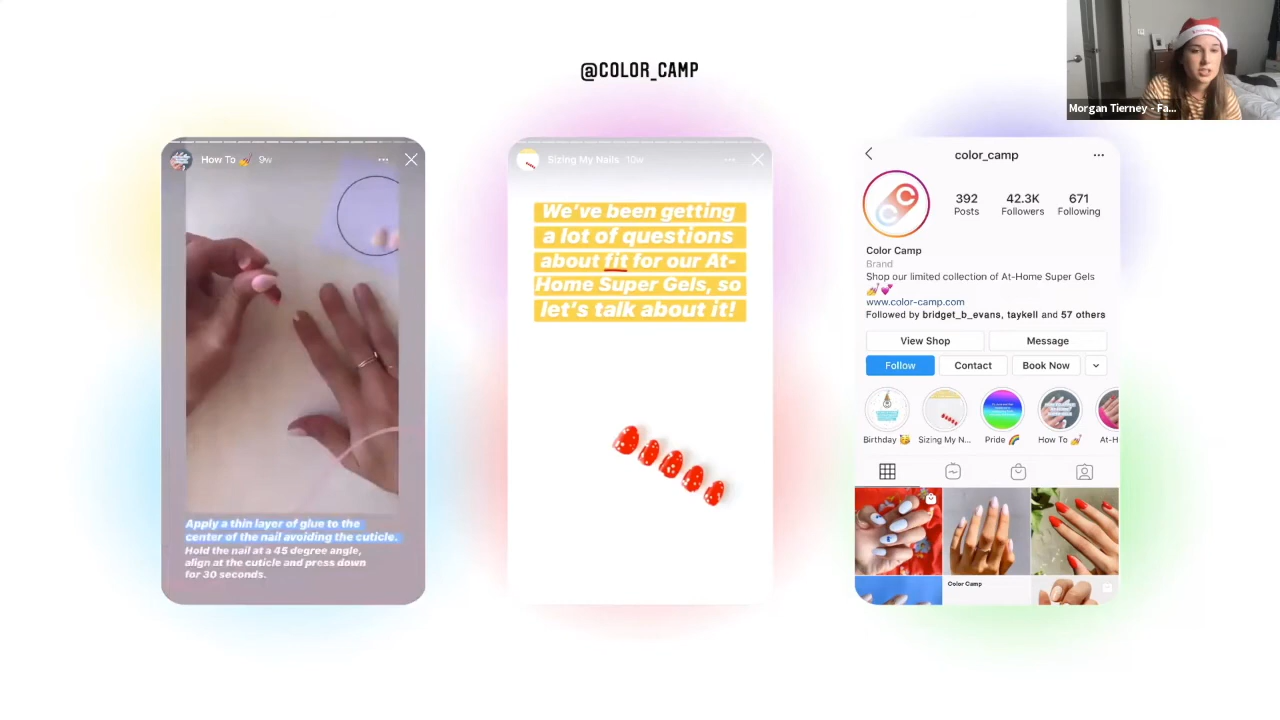 @COLOR_CAMP
Morgan Tierney - Fa...
How To 💅 9w
Apply a thin layer of glue to the
center of the nail avoiding the cuticle.
Hold the nail at a 45 degree angle,
align at the cuticle and press down
for 30 seconds.
Sizing My Nails 10w
We've been getting
a lot of questions
about fit for our At-
Home Super Gels, so
let's talk about it!
color_camp
392 42.3K 671
Posts Followers Following
Color Camp
Brand
Shop our limited collection of At-Home Super Gels
💅💕
www.color-camp.com
Followed by bridget_b_evans, taykell and 57 others
View Shop Message
Follow Contact Book Now
Birthday 🥳 Sizing My N... Pride 🌈 How To 💅 At-H
Color Camp